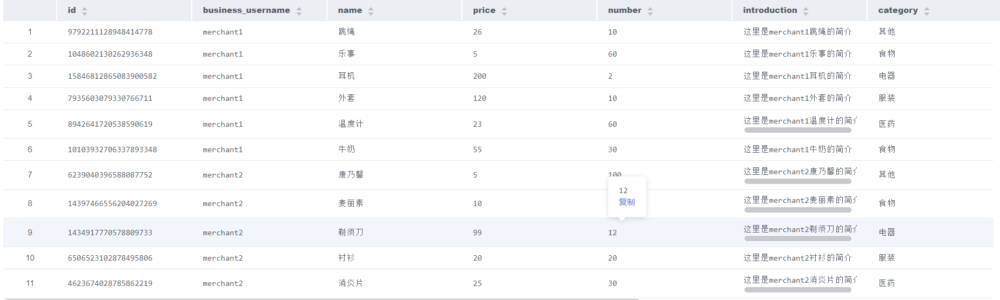 id business_username name price number introduction category
1 9792211128948414778 merchant1 跳绳 26 10 这里是merchant1跳绳的简介 其他
2 1048602130262936348 merchant1 乐事 5 60 这里是merchant1乐事的简介 食物
3 15846812865083900582 merchant1 耳机 200 2 这里是merchant1耳机的简介 电器
4 7935603079330766711 merchant1 外套 120 10 这里是merchant1外套的简介 服装
5 8942641720538590619 merchant1 温度计 23 60 这里是merchant1温度计的简介 医药
6 10103932706337893348 merchant1 牛奶 55 30 这里是merchant1牛奶的简介 食物
7 6239040396588087752 merchant2 康乃馨 5 100 这里是merchant2康乃馨的简介 其他
12
复制
8 14397466556204027269 merchant2 麦丽素 10 这里是merchant2麦丽素的简介 食物
9 1434917770578809733 merchant2 剃须刀 99 12 这里是merchant2剃须刀的简介 电器
10 6506523102878495806 merchant2 衬衫 20 20 这里是merchant2衬衫的简介 服装
11 4623674028785862219 merchant2 消炎片 25 30 这里是merchant2消炎片的简介 医药